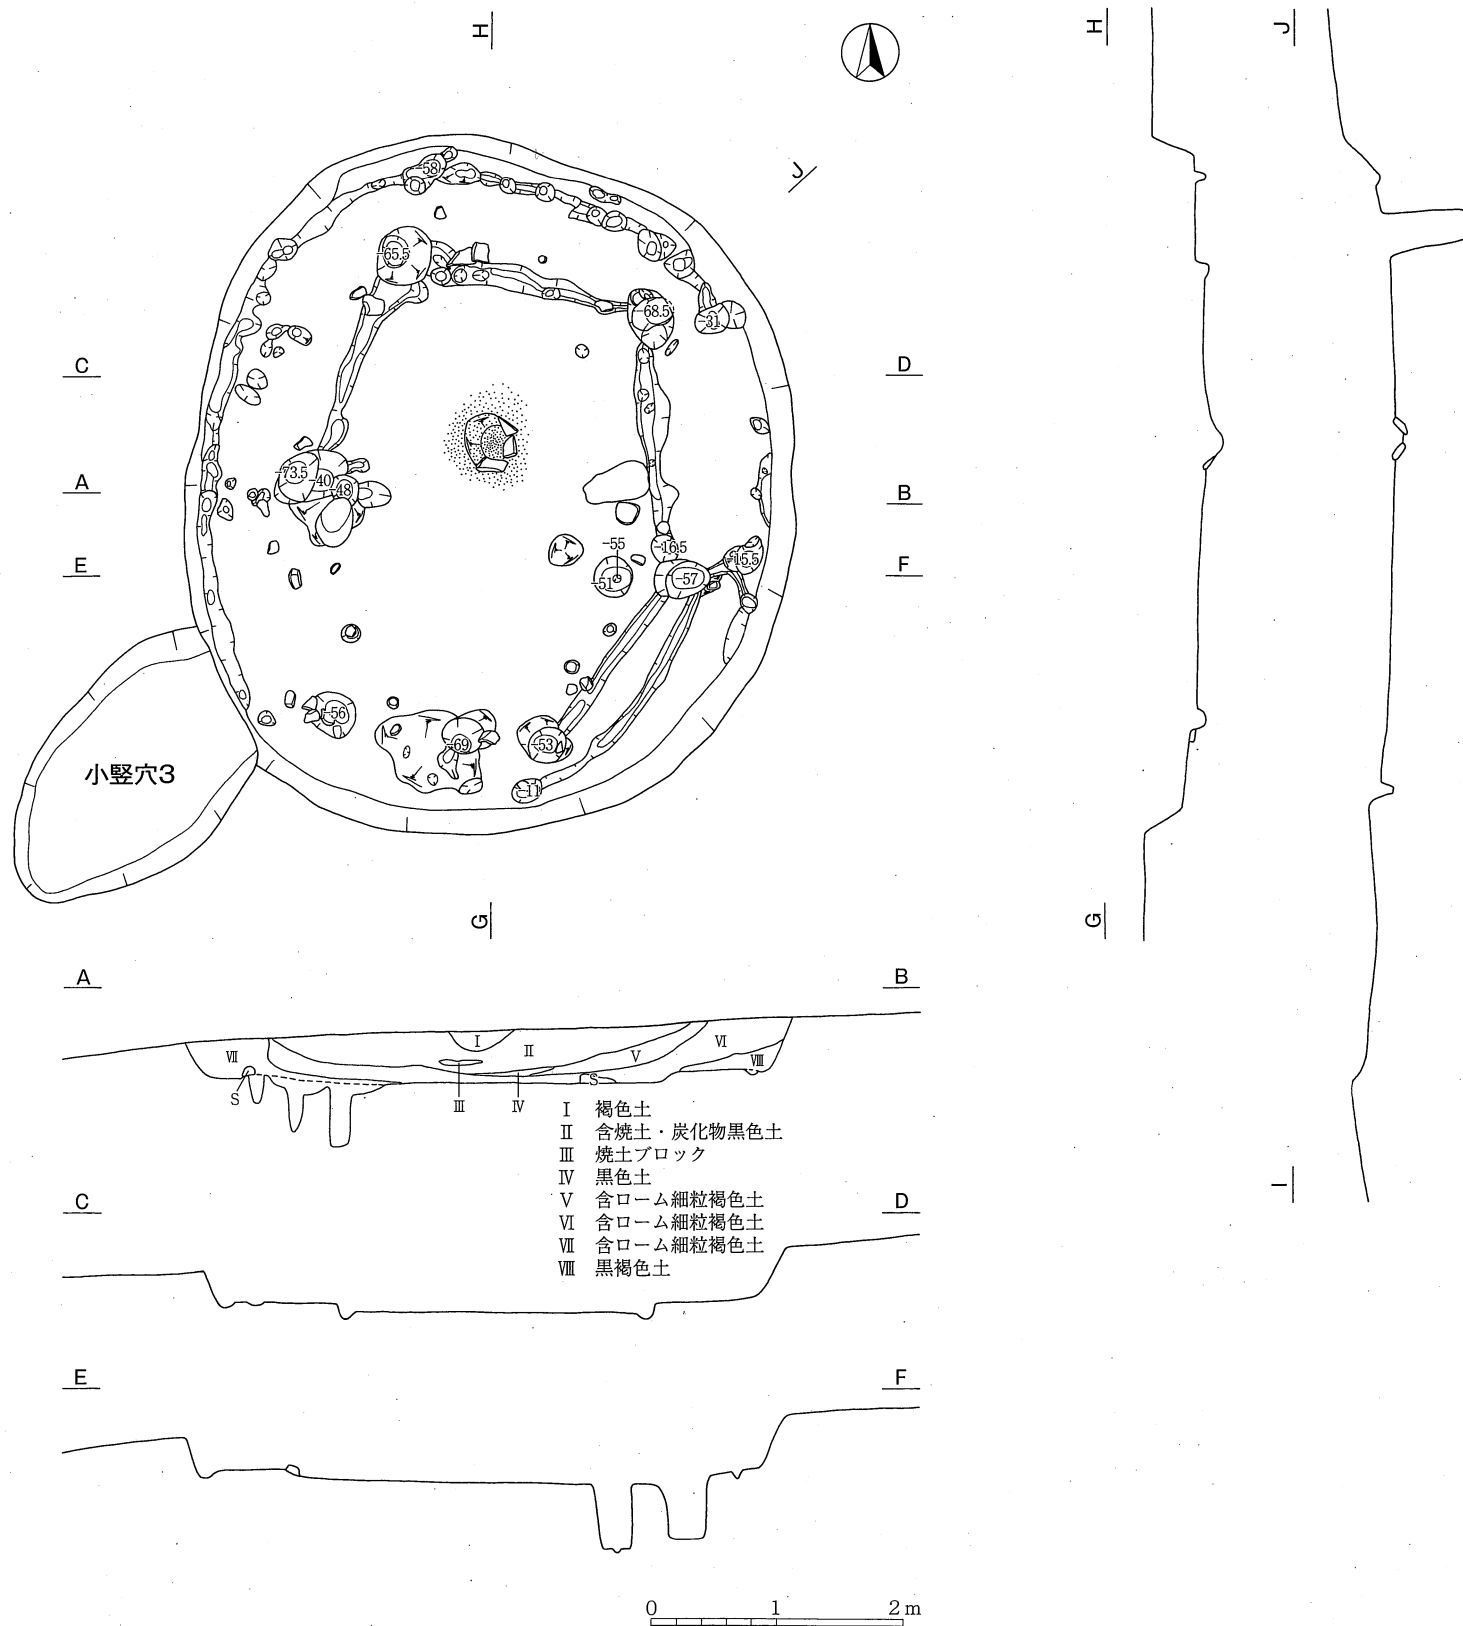 H
H
J
J
-58
-65.5
-68.5
-31
C
D
-73.5
-40
-48
A
B
-55
-16.5
-15.5
E
F
-51
-57
-56
-69
-53
-11
小竪穴3
G
G
A
B
Ⅰ
Ⅱ
Ⅴ
Ⅵ
Ⅶ
Ⅷ
S
S
Ⅲ
Ⅳ
Ⅰ 褐色土
Ⅱ 含焼土・炭化物黒色土
Ⅲ 焼土ブロック
Ⅳ 黒色土
Ⅴ 含ローム細粒褐色土
Ⅵ 含ローム細粒褐色土
Ⅶ 含ローム細粒褐色土
Ⅷ 黒褐色土
I
C
D
E
F
0 1 2m